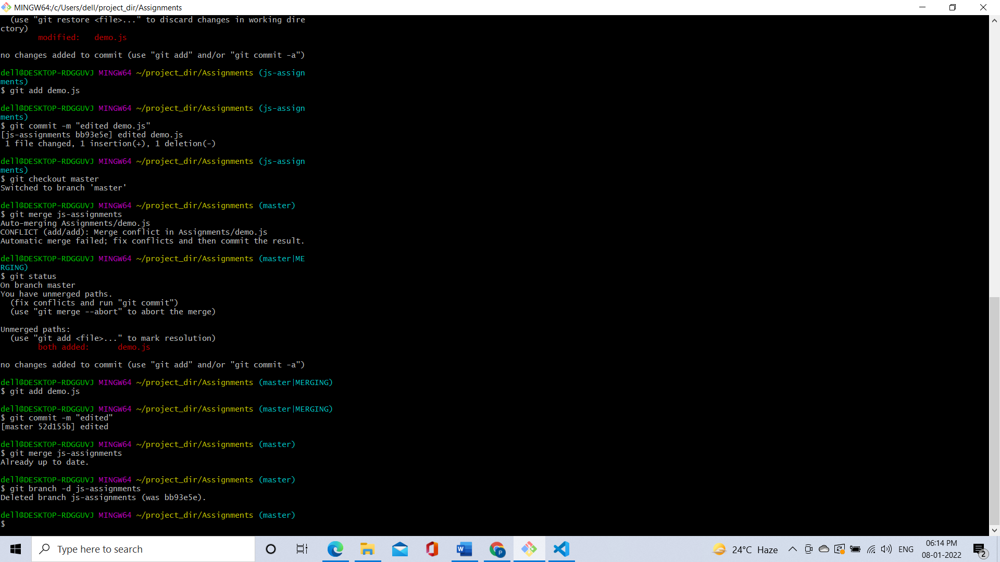 MINGW64:/c/Users/dell/project_dir/Assignments
  (use "git restore <file>..." to discard changes in working dire
ctory)
        modified:   demo.js
no changes added to commit (use "git add" and/or "git commit -a")
dell@DESKTOP-RDGGUVJ MINGW64 ~/project_dir/Assignments (js-assign
ments)
$ git add demo.js
dell@DESKTOP-RDGGUVJ MINGW64 ~/project_dir/Assignments (js-assign
ments)
$ git commit -m "edited demo.js"
[js-assignments bb93e5e] edited demo.js
 1 file changed, 1 insertion(+), 1 deletion(-)
dell@DESKTOP-RDGGUVJ MINGW64 ~/project_dir/Assignments (js-assign
ments)
$ git checkout master
Switched to branch 'master'
dell@DESKTOP-RDGGUVJ MINGW64 ~/project_dir/Assignments (master)
$ git merge js-assignments
Auto-merging Assignments/demo.js
CONFLICT (add/add): Merge conflict in Assignments/demo.js
Automatic merge failed; fix conflicts and then commit the result.
dell@DESKTOP-RDGGUVJ MINGW64 ~/project_dir/Assignments (master|ME
RGING)
$ git status
On branch master
You have unmerged paths.
  (fix conflicts and run "git commit")
  (use "git merge --abort" to abort the merge)
Unmerged paths:
  (use "git add <file>..." to mark resolution)
        both added:      demo.js
no changes added to commit (use "git add" and/or "git commit -a")
dell@DESKTOP-RDGGUVJ MINGW64 ~/project_dir/Assignments (master|MERGING)
$ git add demo.js
dell@DESKTOP-RDGGUVJ MINGW64 ~/project_dir/Assignments (master|MERGING)
$ git commit -m "edited"
[master 52d155b] edited
dell@DESKTOP-RDGGUVJ MINGW64 ~/project_dir/Assignments (master)
$ git merge js-assignments
Already up to date.
dell@DESKTOP-RDGGUVJ MINGW64 ~/project_dir/Assignments (master)
$ git branch -d js-assignments
Deleted branch js-assignments (was bb93e5e).
dell@DESKTOP-RDGGUVJ MINGW64 ~/project_dir/Assignments (master)
$
Type here to search
W
P
24°C Haze
ENG
06:14 PM
08-01-2022
2